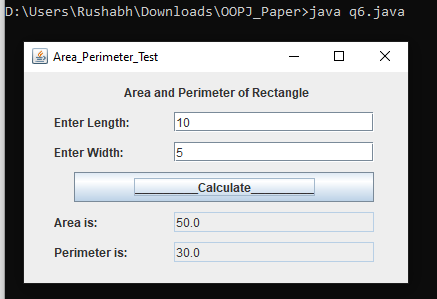 D:\Users\Rushabh\Downloads\OOPJ_Paper>java q6.java
Area_Perimeter_Test
Area and Perimeter of Rectangle
Enter Length: 10
Enter Width: 5
__________Calculate__________
Area is: 50.0
Perimeter is: 30.0